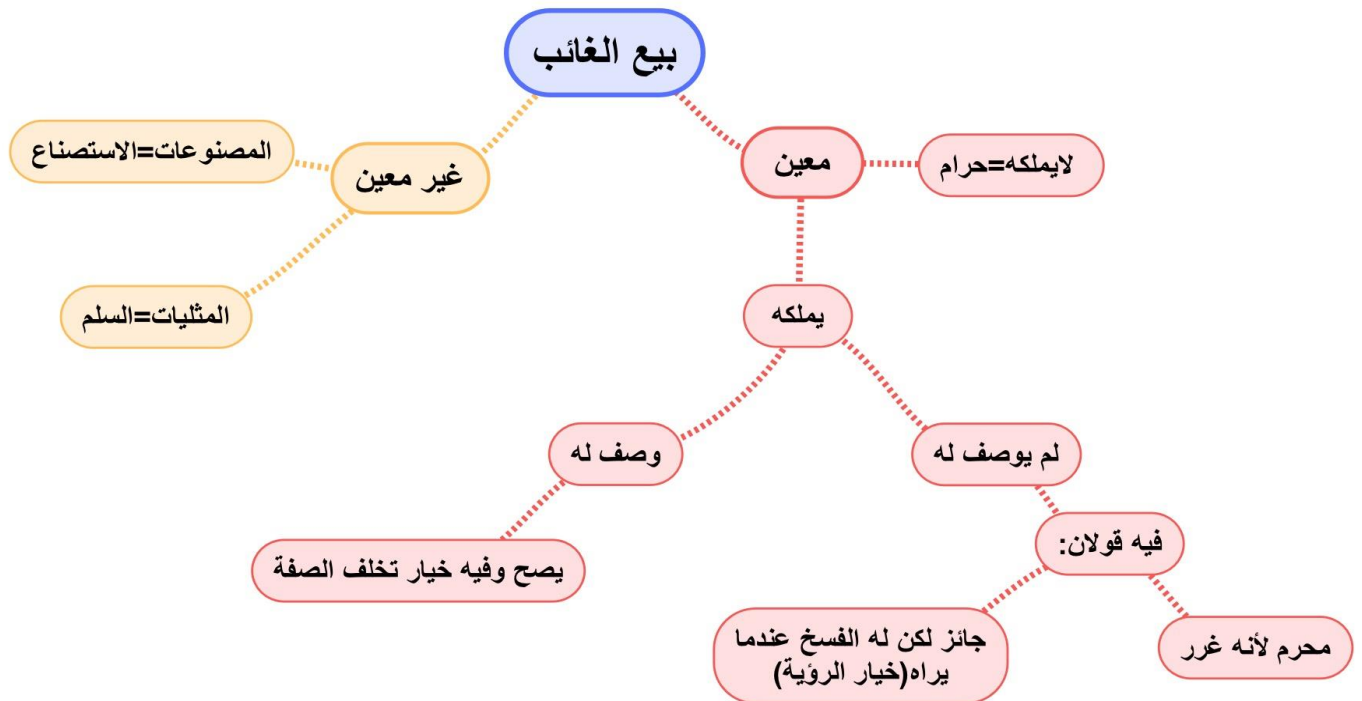 بيع الغائب
معين
لايملكه=حرام
يملكه
لم يوصف له
فيه قولان:
محرم لأنه غرر
جائز لكن له الفسخ عندما
يراه(خيار الرؤية)
وصف له
يصح وفيه خيار تخلف الصفة
غير معين
المصنوعات=الاستصناع
المثليات=السلم